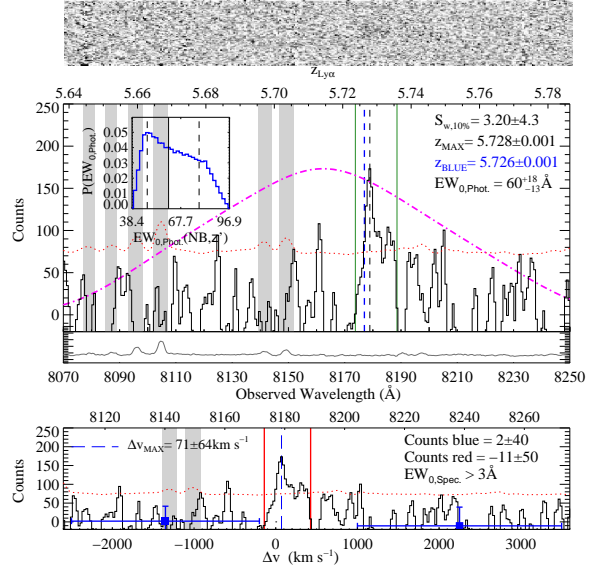 z_Lyα
5.64 5.66 5.68 5.70 5.72 5.74 5.76 5.78
250
200
150
100
50
0
Counts
S_w,10% = 3.20±4.3
z_MAX = 5.728±0.001
z_BLUE = 5.726±0.001
EW_0,Phot. = 60^+18_−13 Å
P(EW_0,Phot.)
0.05
0.04
0.03
0.02
0.01
0.00
38.4 67.7 96.9
EW_0,Phot.(NB,z')
8070 8090 8110 8130 8150 8170 8190 8210 8230 8250
Observed Wavelength (Å)
8120 8140 8160 8180 8200 8220 8240 8260
250
200
150
100
50
0
Counts
Δv_MAX = 71±64km s^−1
Counts blue = 2±40
Counts red = −11±50
EW_0,Spec. > 3Å
−2000 −1000 0 1000 2000 3000
Δv (km s^−1)